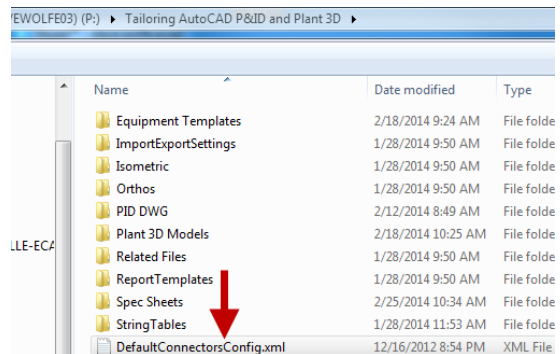 'EWOLFE03) (P:) ▸ Tailoring AutoCAD P&ID and Plant 3D ▸
Name Date modified Type
Equipment Templates 2/18/2014 9:24 AM File folde
ImportExportSettings 1/28/2014 9:50 AM File folde
Isometric 1/28/2014 9:50 AM File folde
Orthos 1/28/2014 9:50 AM File folde
PID DWG 2/12/2014 8:49 AM File folde
Plant 3D Models 2/18/2014 10:25 AM File folde
LLE-ECA
Related Files 1/28/2014 9:50 AM File folde
ReportTemplates 1/28/2014 9:50 AM File folde
Spec Sheets 2/25/2014 10:34 AM File folde
StringTables 1/28/2014 11:53 AM File folde
DefaultConnectorsConfig.xml 12/16/2012 8:54 PM XML File